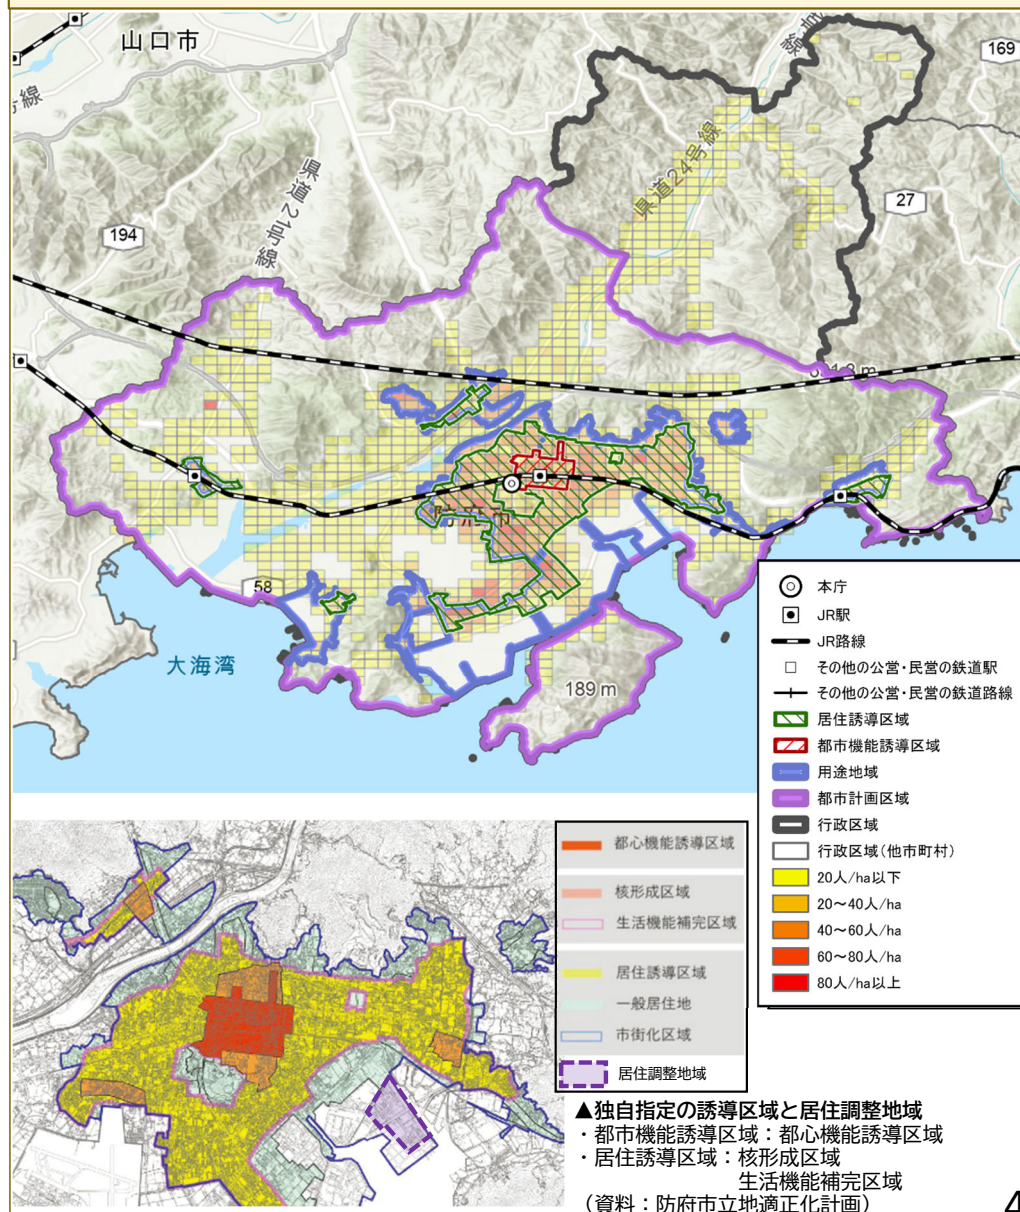 山口市
169
号線
県道24号線
県道21号線
27
194
防府市
58
大海湾
189 m
本庁
JR駅
JR路線
その他の公営・民営の鉄道駅
その他の公営・民営の鉄道路線
居住誘導区域
都市機能誘導区域
用途地域
都市計画区域
行政区域
行政区域(他市町村)
20人/ha以下
20～40人/ha
40～60人/ha
60～80人/ha
80人/ha以上
都心機能誘導区域
核形成区域
生活機能補完区域
居住誘導区域
一般居住地
市街化区域
居住調整地域
▲独自指定の誘導区域と居住調整地域
・都市機能誘導区域：都心機能誘導区域
・居住誘導区域：核形成区域
生活機能補完区域
（資料：防府市立地適正化計画）
4